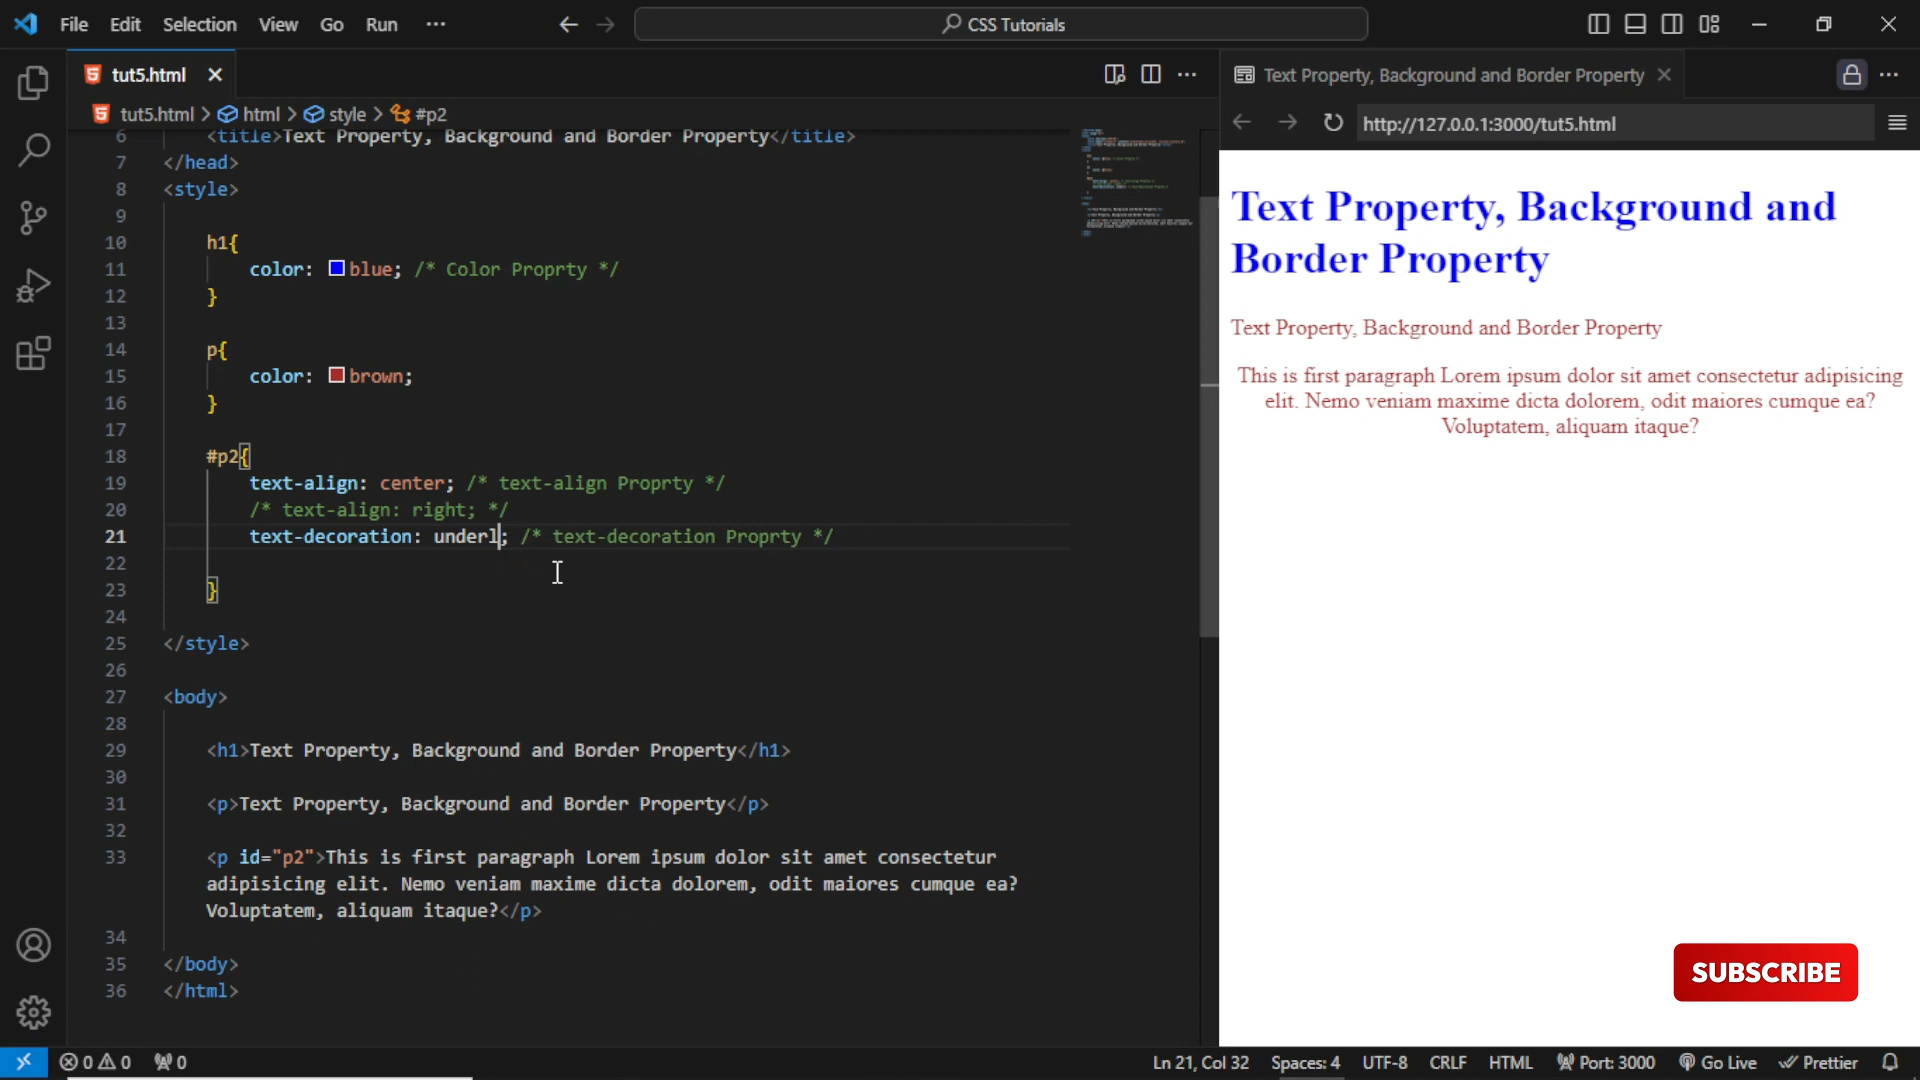 File Edit Selection View Go Run ··· CSS Tutorials
tut5.html
Text Property, Background and Border Property
tut5.html > html > style > #p2
http://127.0.0.1:3000/tut5.html
6 <title>Text Property, Background and Border Property</title>
7 </head>
8 <style>
9
10 h1{
11 color: blue; /* Color Proprty */
12 }
13
14 p{
15 color: brown;
16 }
17
18 #p2{
19 text-align: center; /* text-align Proprty */
20 /* text-align: right; */
21 text-decoration: underl; /* text-decoration Proprty */
22
23 }
24
25 </style>
26
27 <body>
28
29 <h1>Text Property, Background and Border Property</h1>
30
31 <p>Text Property, Background and Border Property</p>
32
33 <p id="p2">This is first paragraph Lorem ipsum dolor sit amet consectetur
adipisicing elit. Nemo veniam maxime dicta dolorem, odit maiores cumque ea?
Voluptatem, aliquam itaque?</p>
34
35 </body>
36 </html>
Text Property, Background and
Border Property
Text Property, Background and Border Property
This is first paragraph Lorem ipsum dolor sit amet consectetur adipisicing
elit. Nemo veniam maxime dicta dolorem, odit maiores cumque ea?
Voluptatem, aliquam itaque?
SUBSCRIBE
0 0 0 Ln 21, Col 32 Spaces: 4 UTF-8 CRLF HTML Port: 3000 Go Live Prettier